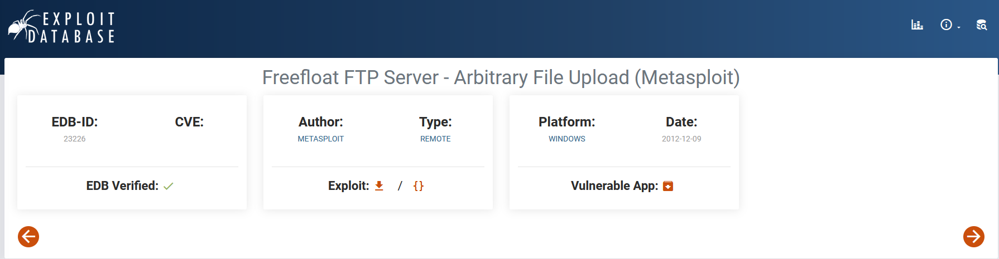 EXPLOIT
DATABASE
Freefloat FTP Server - Arbitrary File Upload (Metasploit)
EDB-ID:
23226
CVE:
EDB Verified:
Author:
METASPLOIT
Type:
REMOTE
Exploit: / {}
Platform:
WINDOWS
Date:
2012-12-09
Vulnerable App: